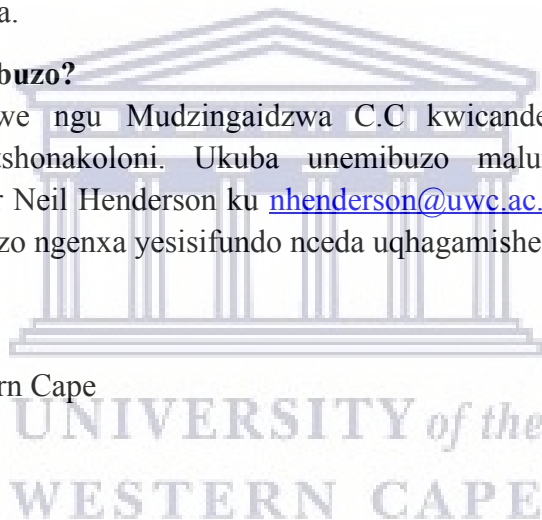 a.
buzo?
we ngu Mudzingaidzwa C.C kwicande
tshonakoloni. Ukuba unemibuzo malu
r Neil Henderson ku nhenderson@uwc.ac.
zo ngenxa yesisifundo nceda uqhagamishe
rn Cape
UNIVERSITY of the
WESTERN CAPE